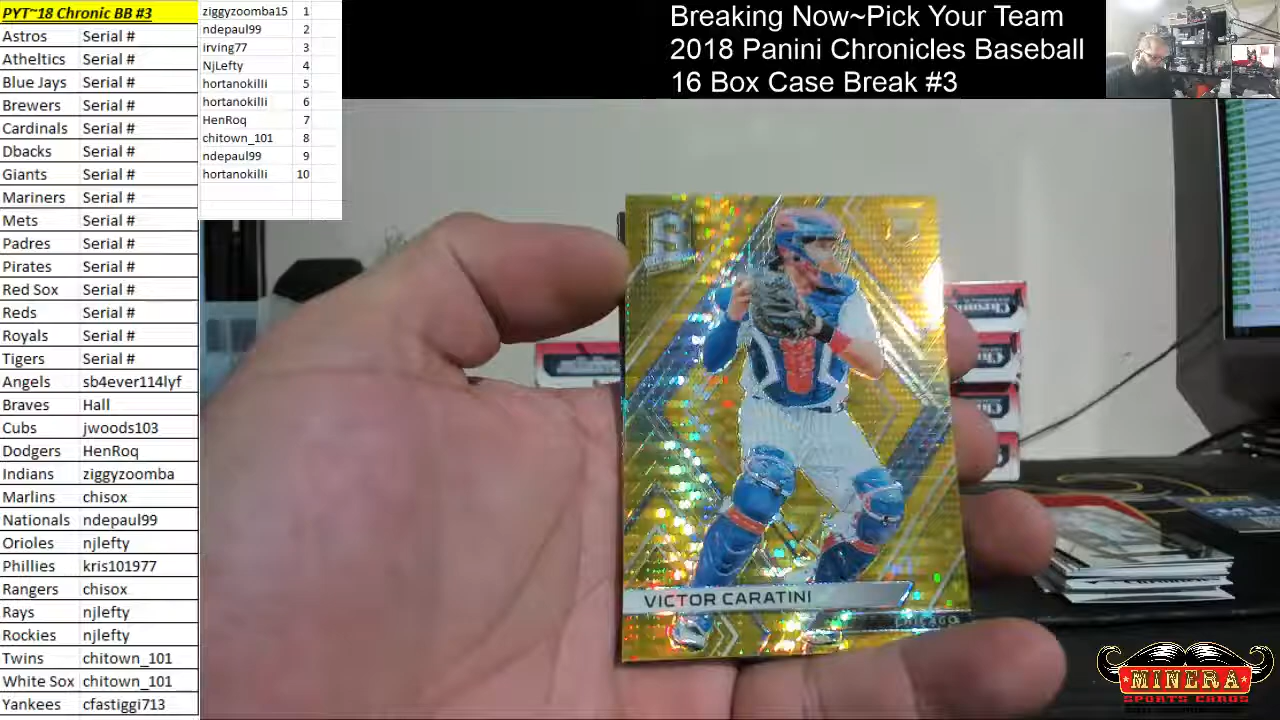 PYT~18 Chronic BB #3
Astros Serial #
Atheltics Serial #
Blue Jays Serial #
Brewers Serial #
Cardinals Serial #
Dbacks Serial #
Giants Serial #
Mariners Serial #
Mets Serial #
Padres Serial #
Pirates Serial #
Red Sox Serial #
Reds Serial #
Royals Serial #
Tigers Serial #
Angels sb4ever114lyf
Braves Hall
Cubs jwoods103
Dodgers HenRoq
Indians ziggyzoomba
Marlins chisox
Nationals ndepaul99
Orioles njlefty
Phillies kris101977
Rangers chisox
Rays njlefty
Rockies njlefty
Twins chitown_101
White Sox chitown_101
Yankees cfastiggi713
ziggyzoomba15 1
ndepaul99 2
irving77 3
NjLefty 4
hortanokilli 5
hortanokilli 6
HenRoq 7
chitown_101 8
ndepaul99 9
hortanokilli 10
Breaking Now~Pick Your Team
2018 Panini Chronicles Baseball
16 Box Case Break #3
S
VICTOR CARATINI
CHICAGO
MINERA
SPORTS CARDS